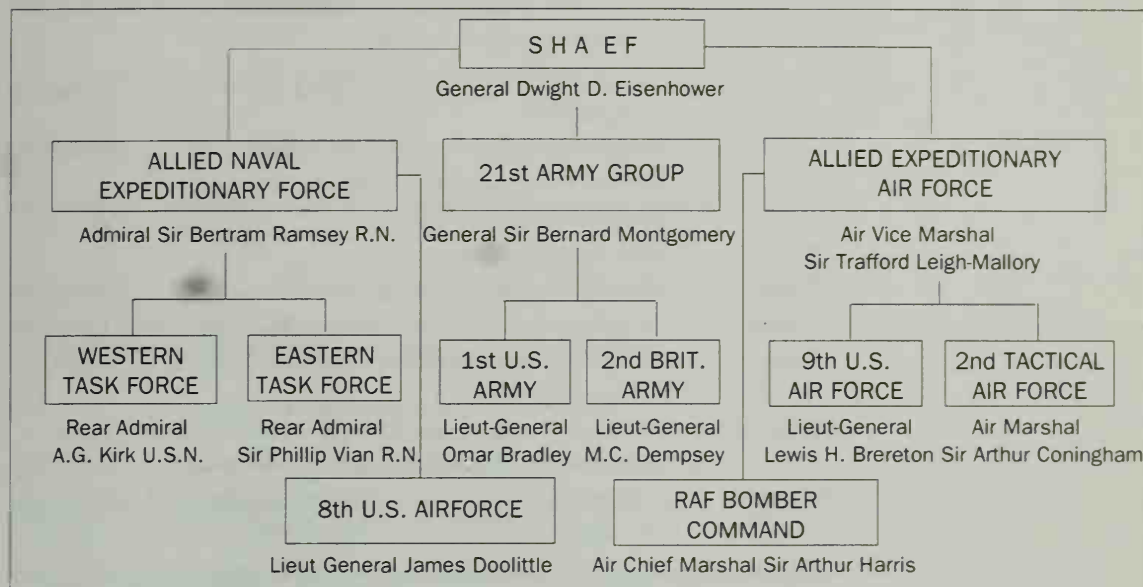 S H A E F
General Dwight D. Eisenhower
ALLIED NAVAL
EXPEDITIONARY FORCE
Admiral Sir Bertram Ramsey R.N.
21st ARMY GROUP
General Sir Bernard Montgomery
ALLIED EXPEDITIONARY
AIR FORCE
Air Vice Marshal
Sir Trafford Leigh-Mallory
WESTERN
TASK FORCE
Rear Admiral
A.G. Kirk U.S.N.
EASTERN
TASK FORCE
Rear Admiral
Sir Phillip Vian R.N.
1st U.S.
ARMY
Lieut-General
Omar Bradley
2nd BRIT.
ARMY
Lieut-General
M.C. Dempsey
9th U.S.
AIR FORCE
Lieut-General
Lewis H. Brereton
2nd TACTICAL
AIR FORCE
Air Marshal
Sir Arthur Coningham
8th U.S. AIRFORCE
Lieut General James Doolittle
RAF BOMBER
COMMAND
Air Chief Marshal Sir Arthur Harris